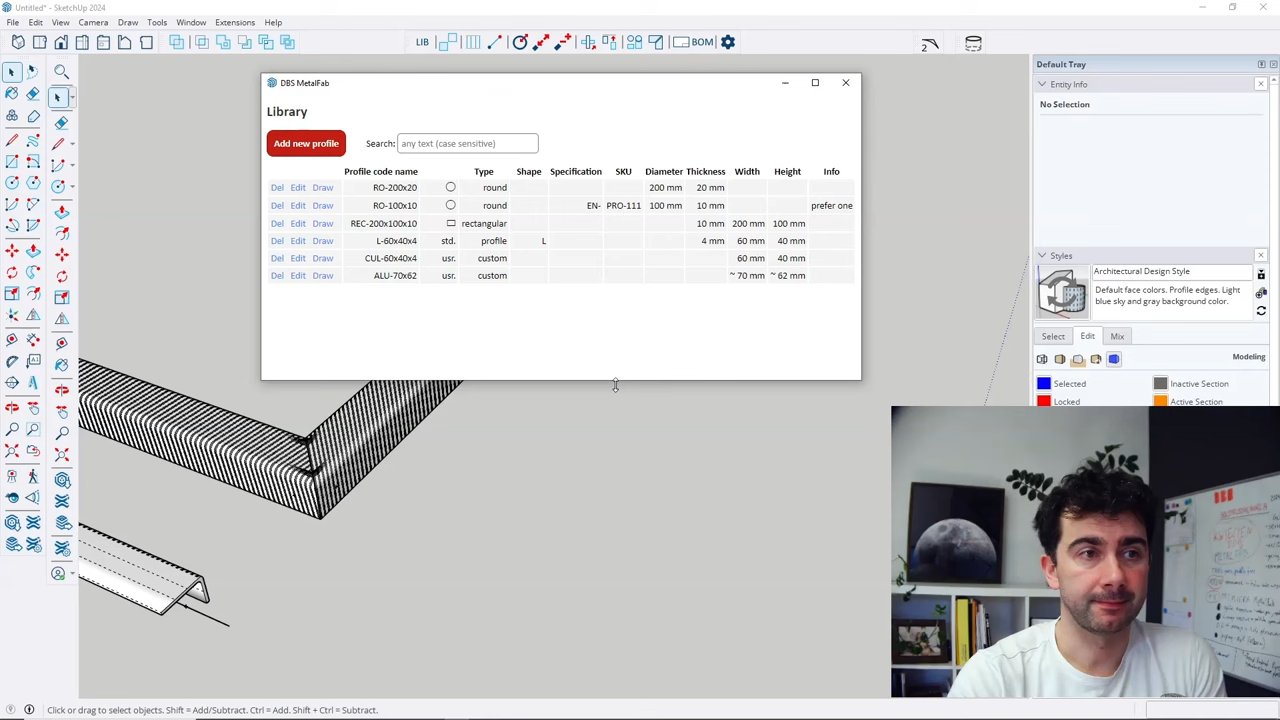 Untitled* - SketchUp 2024
File Edit View Camera Draw Tools Window Extensions Help
LIB BOM
DBS MetalFab
Library
Add new profile Search: any text (case sensitive)
Profile code name Type Shape Specification SKU Diameter Thickness Width Height Info
Del Edit Draw RO-200x20 round 200 mm 20 mm
Del Edit Draw RO-100x10 round EN- PRO-111 100 mm 10 mm prefer one
Del Edit Draw REC-200x100x10 rectangular 10 mm 200 mm 100 mm
Del Edit Draw L-60x40x4 std. profile L 4 mm 60 mm 40 mm
Del Edit Draw CUL-60x40x4 usr. custom 60 mm 40 mm
Del Edit Draw ALU-70x62 usr. custom ~ 70 mm ~ 62 mm
Default Tray
Entity Info
No Selection
Styles
Architectural Design Style
Default face colors. Profile edges. Light
blue sky and gray background color.
Select Edit Mix
Modeling
Selected Inactive Section
Locked Active Section
Click or drag to select objects. Shift = Add/Subtract. Ctrl = Add. Shift + Ctrl = Subtract.